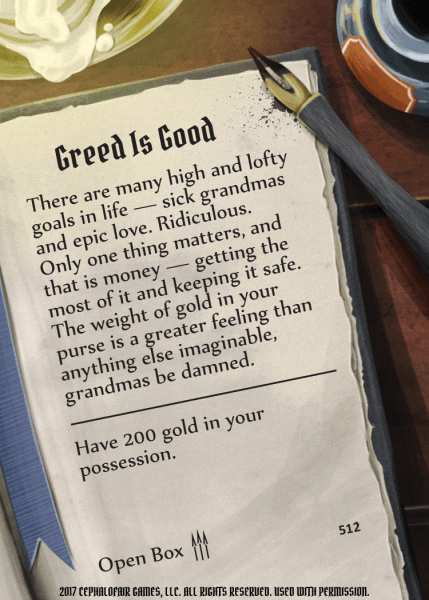 Greed Is Good
There are many high and lofty
goals in life — sick grandmas
and epic love. Ridiculous.
Only one thing matters, and
that is money — getting the
most of it and keeping it safe.
The weight of gold in your
purse is a greater feeling than
anything else imaginable,
grandmas be damned.
Have 200 gold in your
possession.
512
Open Box
2017 CEPHALOFAIR GAMES, LLC. ALL RIGHTS RESERVED. USED WITH PERMISSION.